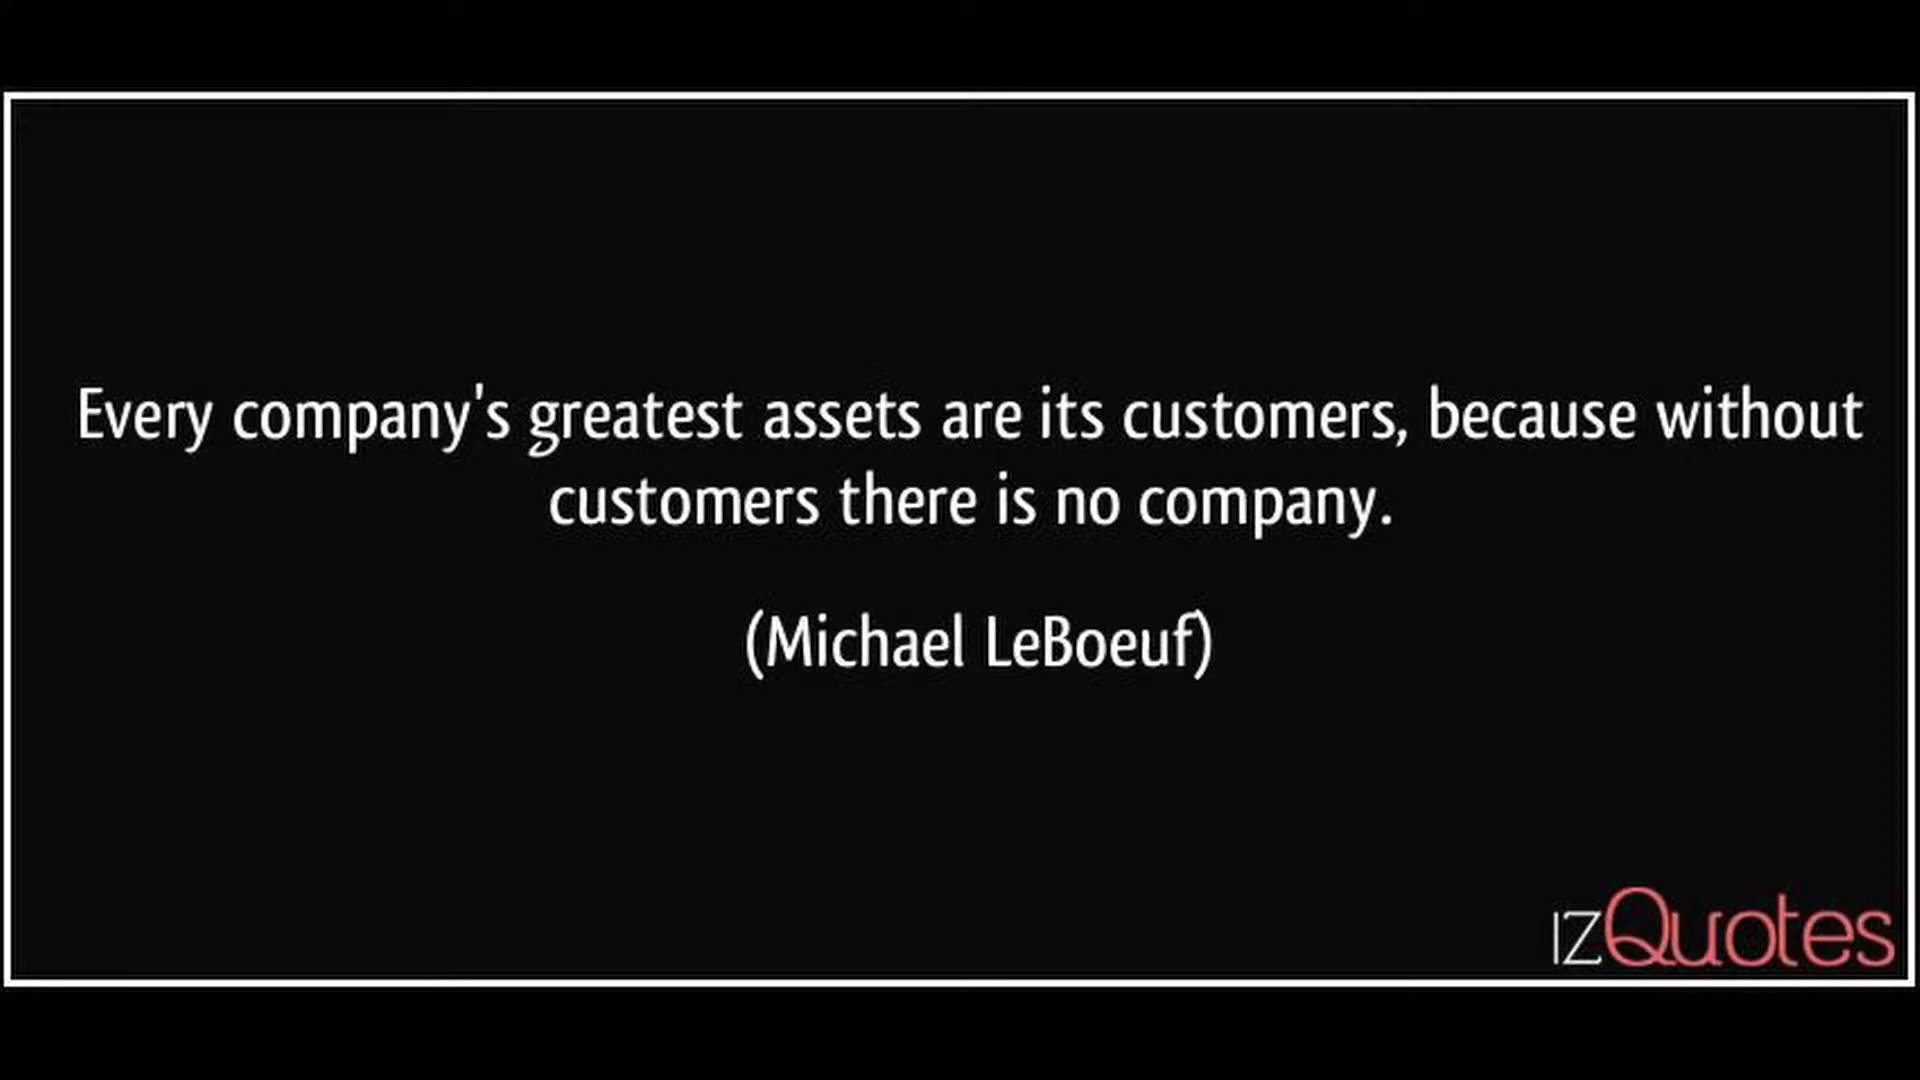 Every company's greatest assets are its customers, because without
customers there is no company.
(Michael LeBoeuf)
izQuotes